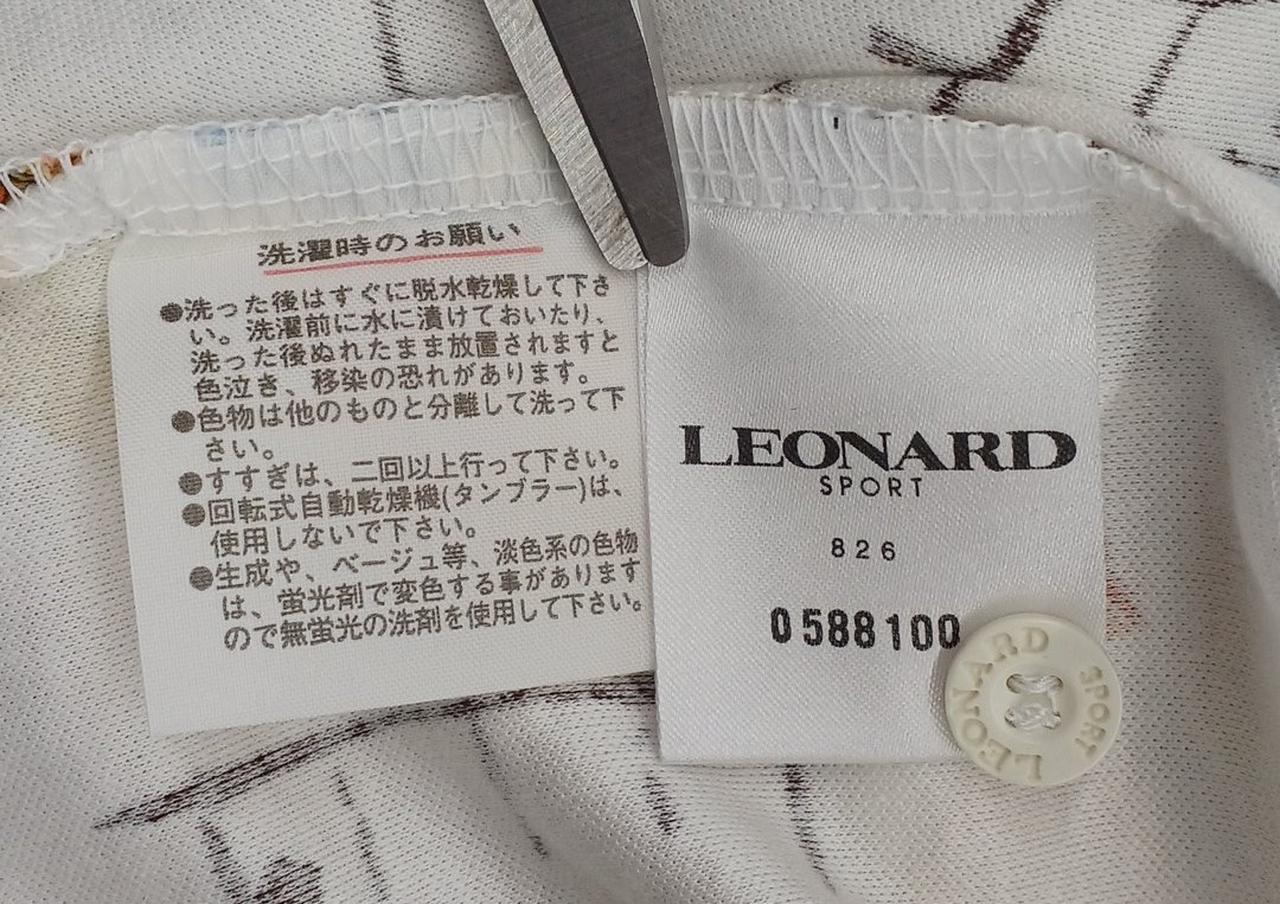 洗濯時のお願い
●洗った後はすぐに脱水乾燥して下さ
い。洗濯前に水に漬けておいたり、
洗った後ぬれたまま放置されますと
色泣き、移染の恐れがあります。
●色物は他のものと分離して洗って下
さい。
●すすぎは、二回以上行って下さい。
●回転式自動乾燥機(タンブラー)は、
使用しないで下さい。
●生成や、ベージュ等、淡色系の色物
は、蛍光剤で変色する事があります
ので無蛍光の洗剤を使用して下さい。
LEONARD
SPORT
826
0588100
LEONARD SPORT